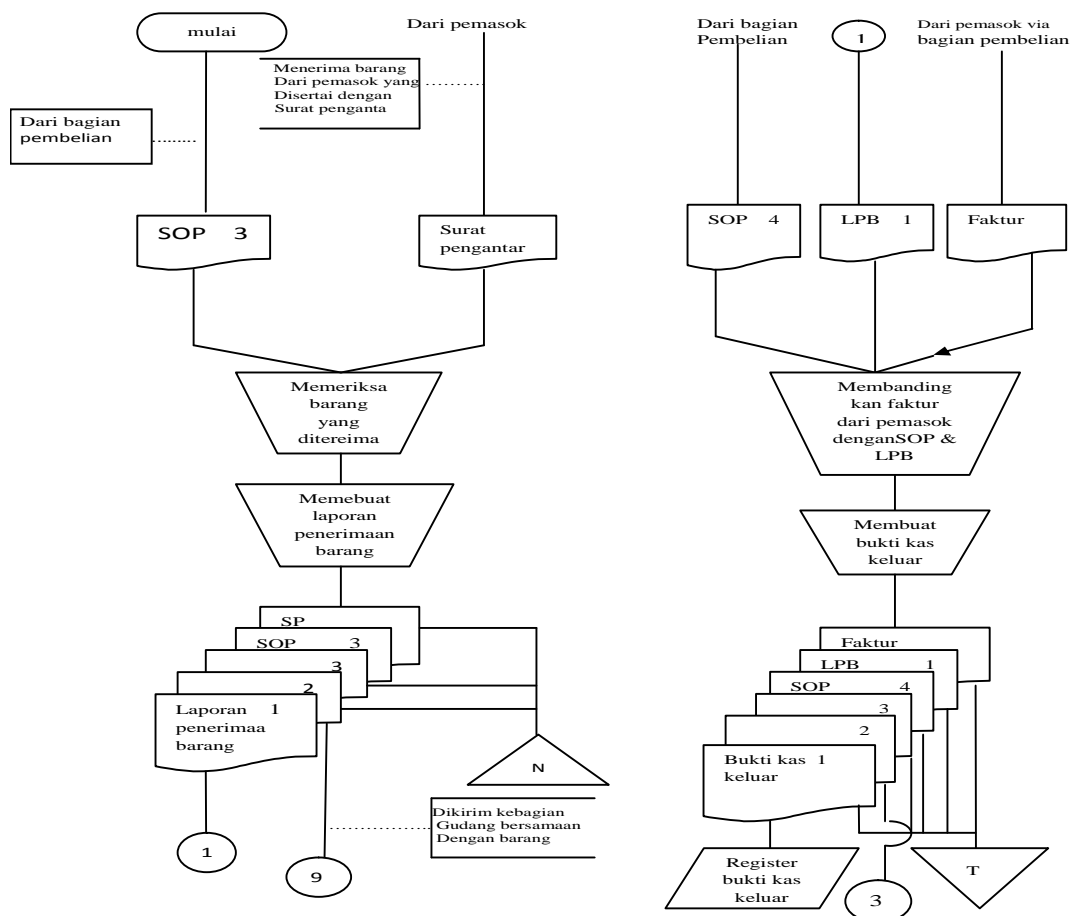 mulai
Dari pemasok
Menerima barang
Dari pemasok yang
Disertai dengan
Surat penganta
Dari bagian
pembelian
SOP 3
Surat
pengantar
Memeriksa
barang
yang
ditereima
Memebuat
laporan
penerimaan
barang
SP
SOP 3
3
2
Laporan 1
penerimaa
barang
N
Dikirim kebagian
Gudang bersamaan
Dengan barang
1
9
Dari bagian
Pembelian
1
Dari pemasok via
bagian pembelian
SOP 4
LPB 1
Faktur
Membanding
kan faktur
dari pemasok
denganSOP &
LPB
Membuat
bukti kas
keluar
Faktur
LPB 1
SOP 4
3
2
Bukti kas 1
keluar
Register
bukti kas
keluar
3
T